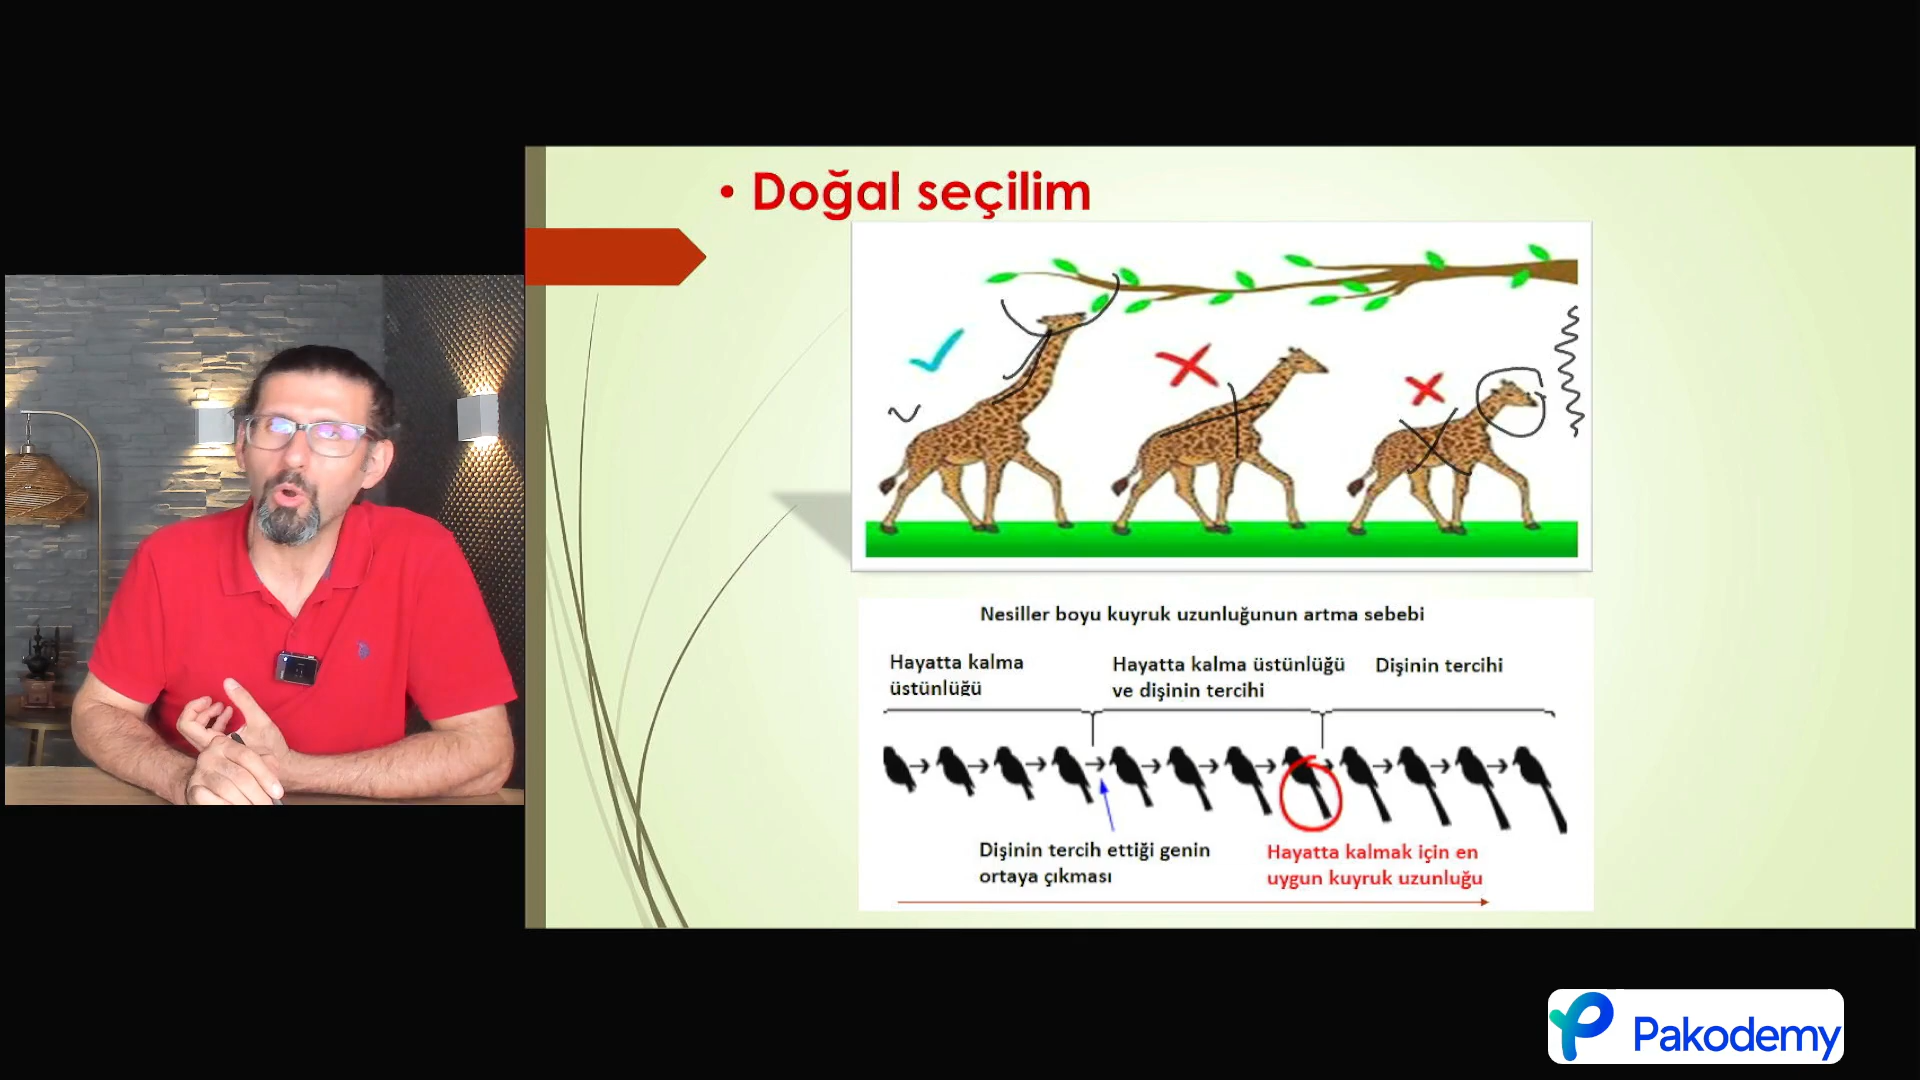 • Doğal seçilim
Nesiller boyu kuyruk uzunluğunun artma sebebi
Hayatta kalma
üstünlüğü
Hayatta kalma üstünlüğü
ve dişinin tercihi
Dişinin tercihi
Dişinin tercih ettiği genin
ortaya çıkması
Hayatta kalmak için en
uygun kuyruk uzunluğu
Pakodemy